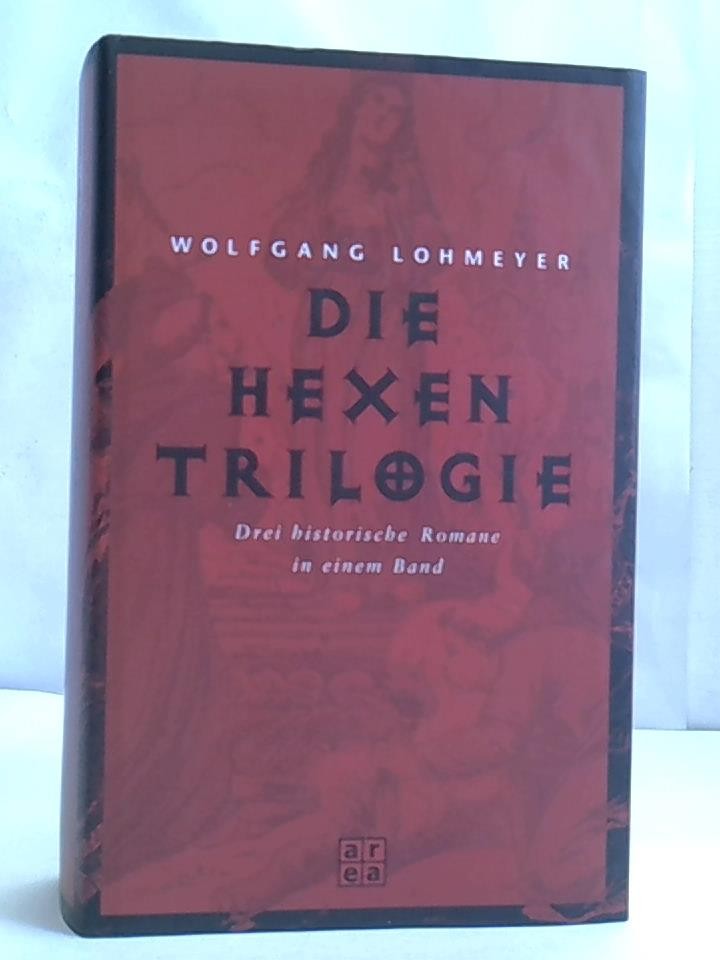 WOLFGANG LOHMEYER
DIE
HEXEN
TRILOGIE
Drei historische Romane
in einem Band
ar
ea